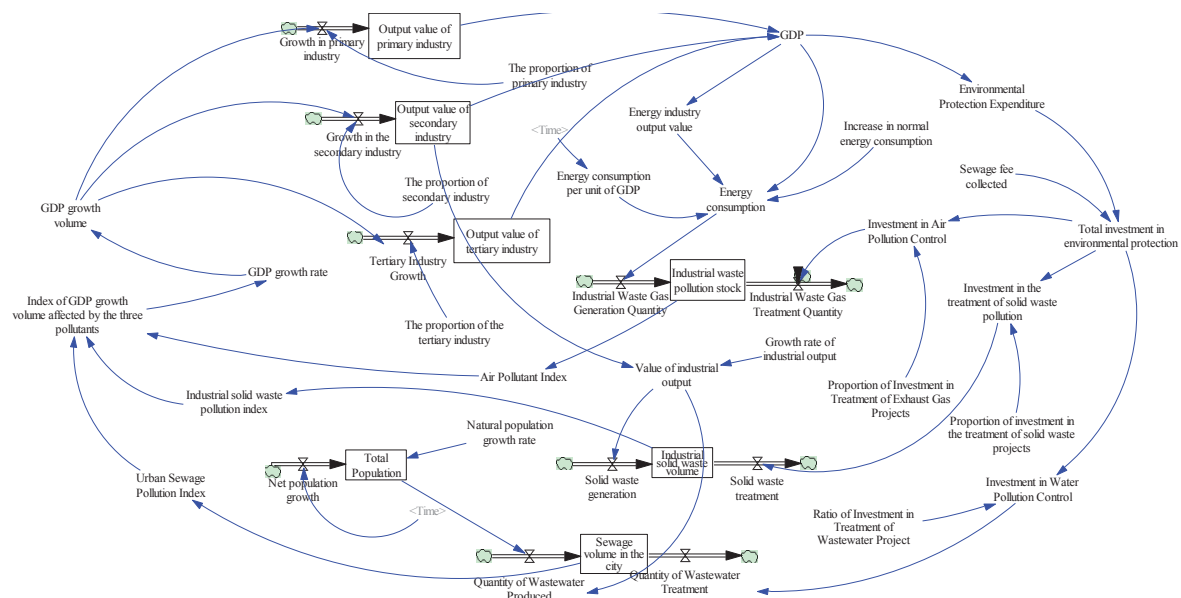 Output value of
primary industry
Growth in primary
industry
GDP
The proportion of
primary industry
Environmental
Protection Expenditure
Output value of
secondary
industry
Growth in the
secondary industry
Energy industry
output value
<Time>
Increase in normal
energy consumption
Energy consumption
per unit of GDP
Sewage fee
collected
The proportion of
secondary industry
Energy
consumption
GDP growth
volume
Output value of
tertiary industry
Tertiary Industry
Growth
Investment in Air
Pollution Control
Total investment in
environmental protection
GDP growth rate
Industrial waste
pollution stock
Industrial Waste Gas
Generation Quantity
Industrial Waste Gas
Treatment Quantity
Investment in the
treatment of solid waste
pollution
Index of GDP growth
volume affected by the three
pollutants
The proportion of the
tertiary industry
Growth rate of
industrial output
Air Pollutant Index
Value of industrial
output
Industrial solid waste
pollution index
Proportion of Investment in
Treatment of Exhaust Gas
Projects
Proportion of investment in
the treatment of solid waste
projects
Natural population
growth rate
Total
Population
Net population
growth
Industrial
solid waste
volume
Solid waste
generation
Solid waste
treatment
Urban Sewage
Pollution Index
Investment in Water
Pollution Control
<Time>
Ratio of Investment in
Treatment of
Wastewater Project
Sewage
volume in the
city
Quantity of Wastewater
Produced
Quantity of Wastewater
Treatment